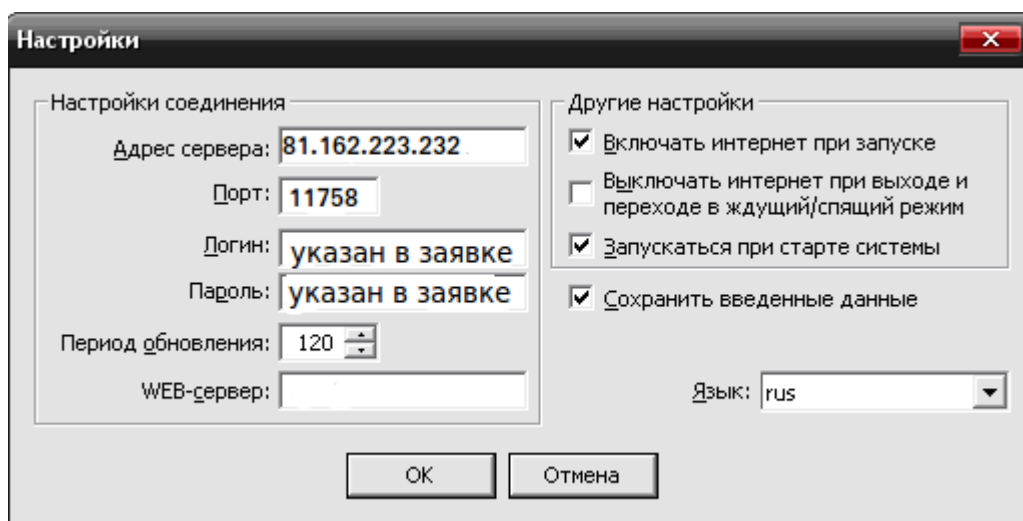 Настройки
Настройки соединения
Адрес сервера: 81.162.223.232
Порт: 11758
Логин: указан в заявке
Пароль: указан в заявке
Период обновления: 120
WEB-сервер:
Другие настройки
Включать интернет при запуске
Выключать интернет при выходе и
переходе в ждущий/спящий режим
Запускаться при старте системы
Сохранить введенные данные
Язык: rus
OK
Отмена